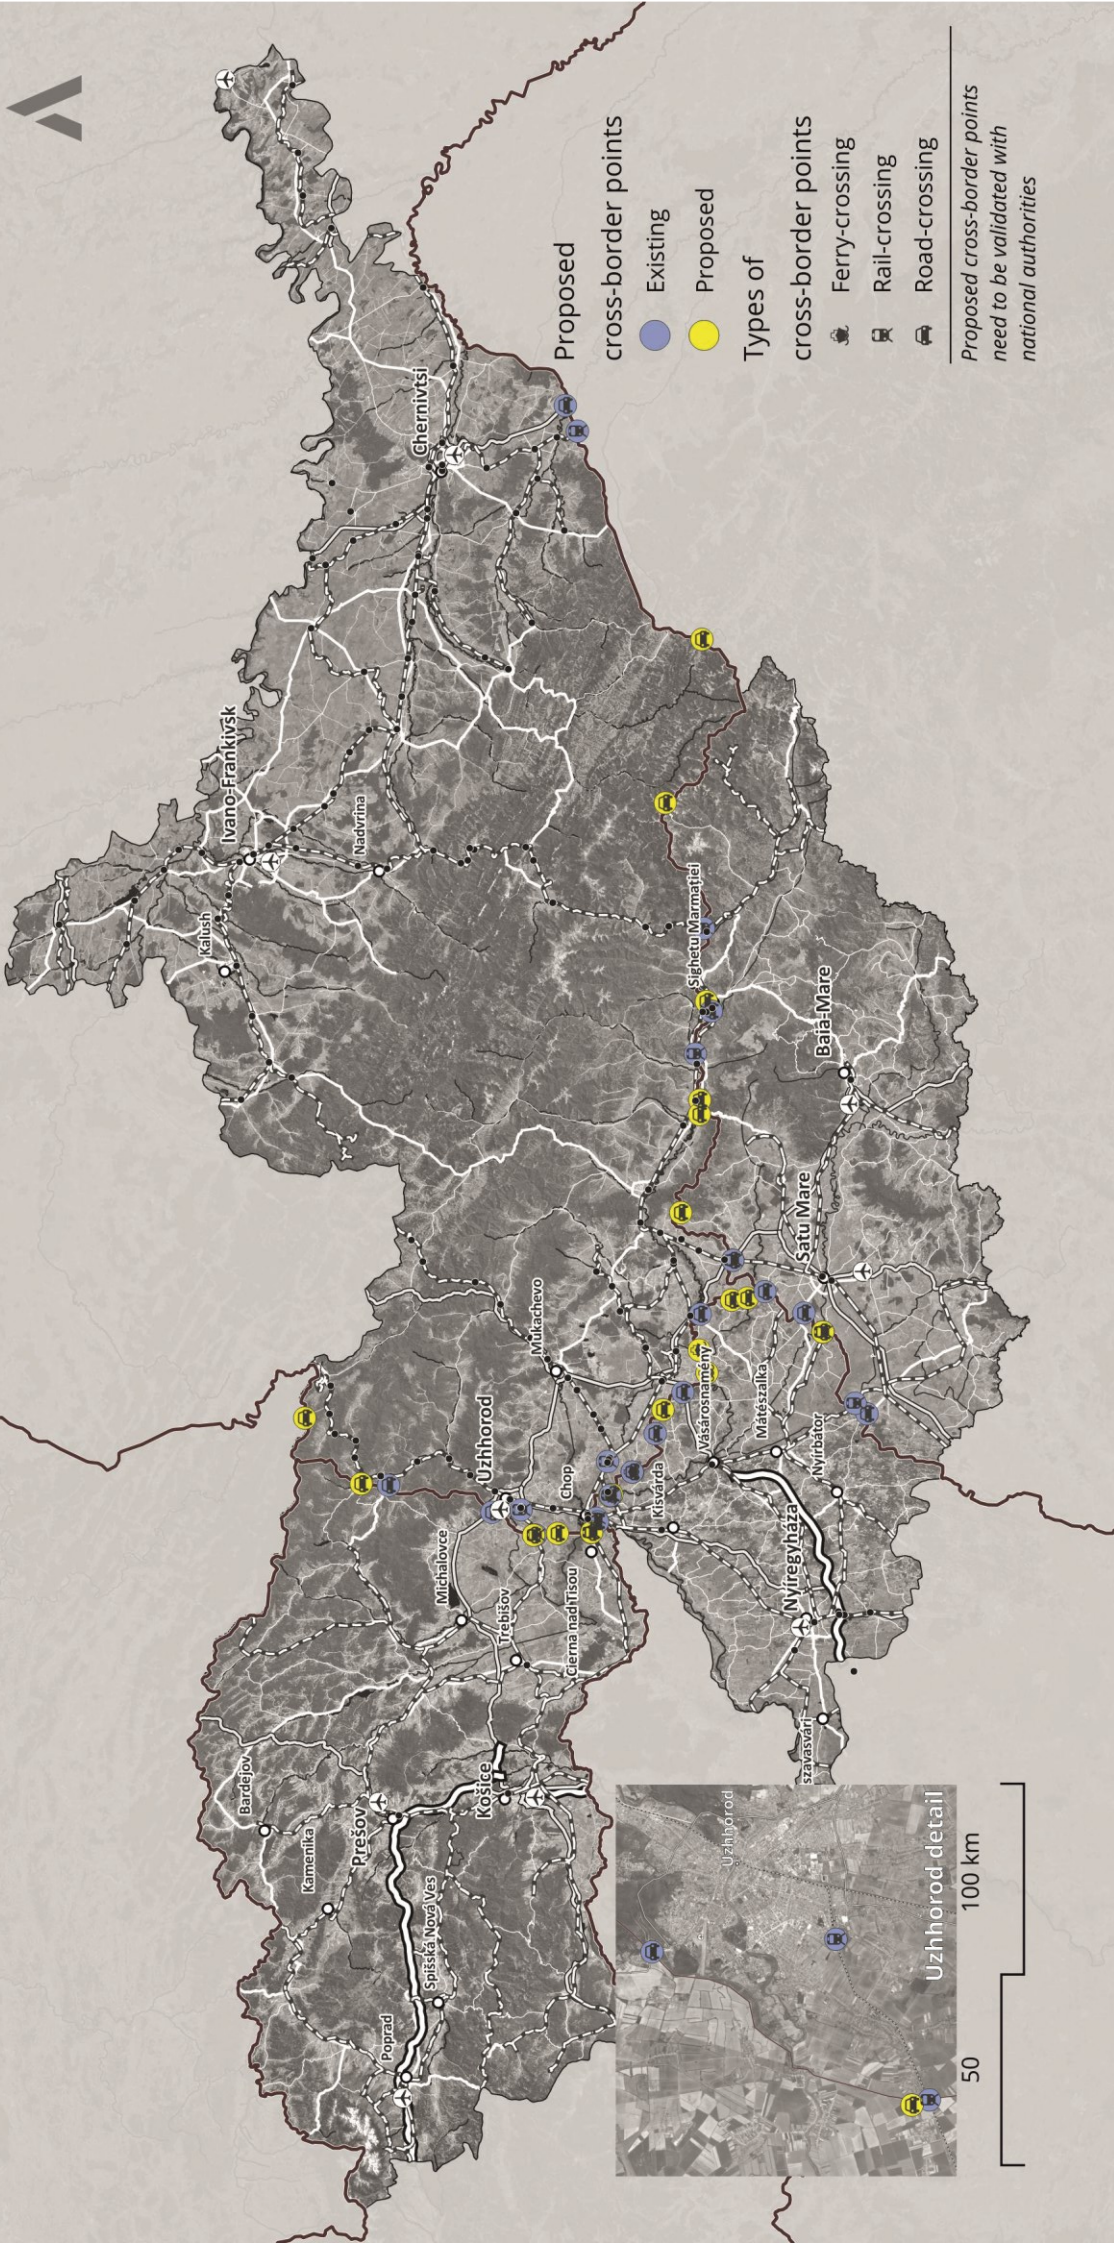 Chernivtsi
Ivano-Frankivsk
Nadvrina
Kalush
Sighetu Marmației
Baia-Mare
Satu Mare
Mukachevo
Uzhhorod
Chop
Vásárosnamény
Mátészalka
Nyírbátor
Kisvárda
Nyíregyháza
Michalovce
Trebišov
Cierna nad Tisou
szavasvári
Bardejov
Kamenika
Prešov
Košice
Spišská Nová Ves
Poprad
Proposed
cross-border points
Existing
Proposed
Types of
cross-border points
Ferry-crossing
Rail-crossing
Road-crossing
Proposed cross-border points
need to be validated with
national authorities
Uzhhorod
Uzhhorod detail
50
100 km